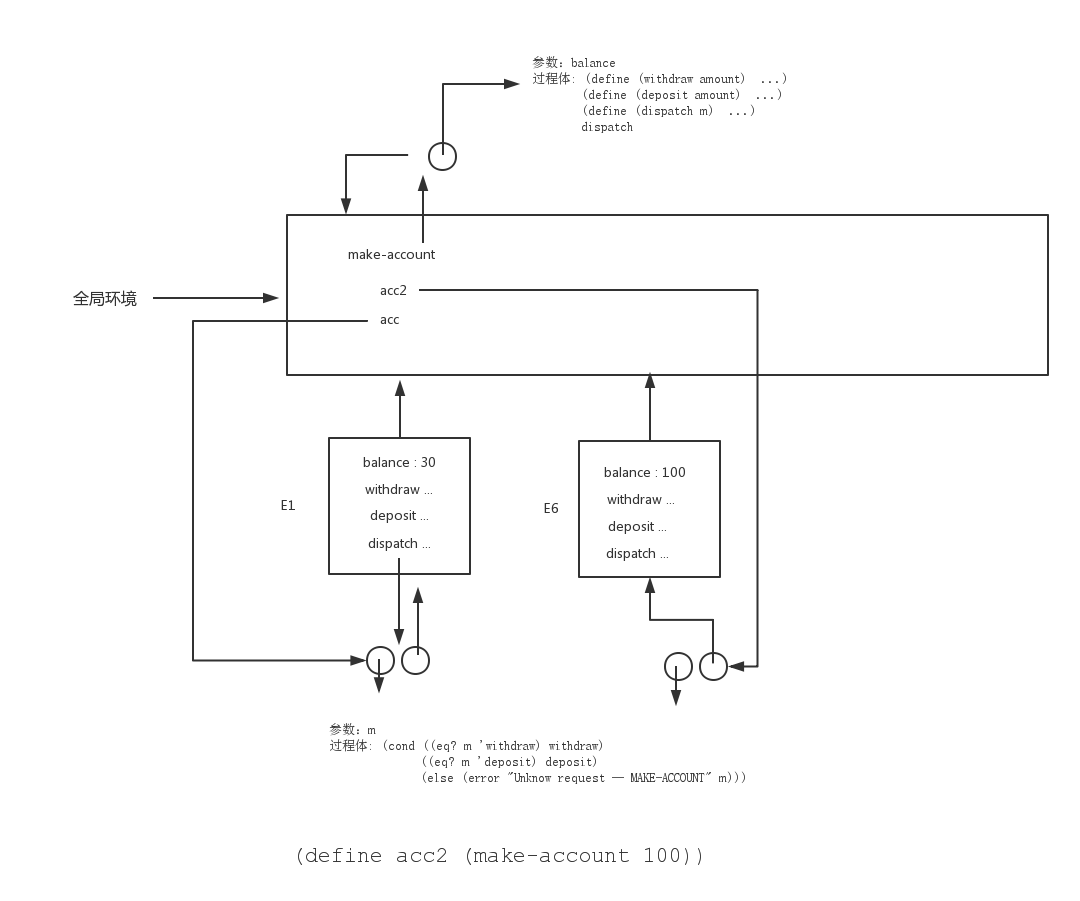 参数：balance
过程体：(define (withdraw amount) ...)
(define (deposit amount) ...)
(define (dispatch m) ...)
dispatch
make-account
acc2
全局环境
acc
balance : 30
withdraw ...
deposit ...
dispatch ...
E1
balance : 100
withdraw ...
deposit ...
dispatch ...
E6
参数：m
过程体：(cond ((eq? m 'withdraw) withdraw)
((eq? m 'deposit) deposit)
(else (error "Unknow request — MAKE-ACCOUNT" m)))
(define acc2 (make-account 100))